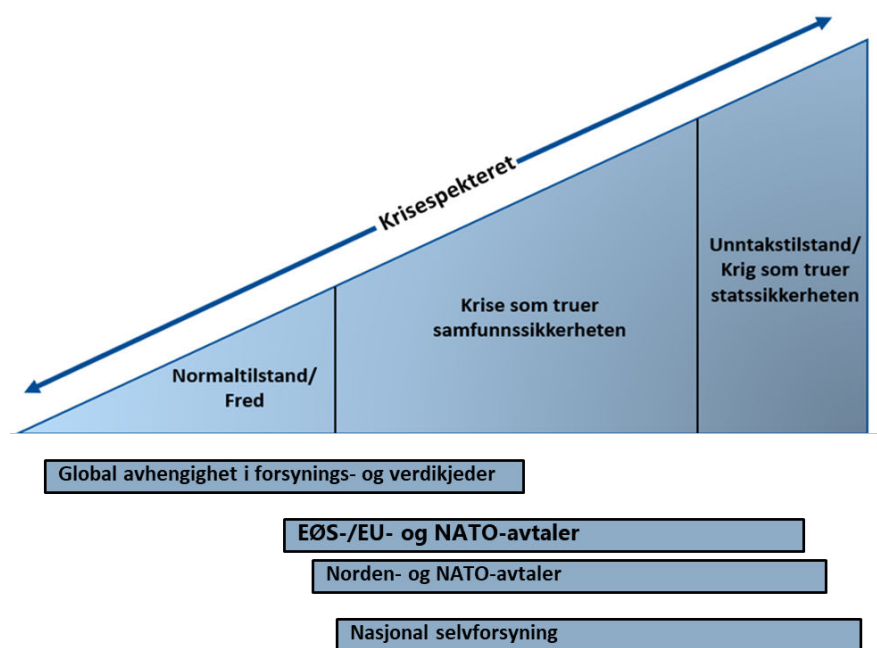 Krisespekteret
Unntakstilstand/
Krig som truer
statssikkerheten
Krise som truer
samfunnssikkerheten
Normaltilstand/
Fred
Global avhengighet i forsynings- og verdikjeder
EØS-/EU- og NATO-avtaler
Norden- og NATO-avtaler
Nasjonal selvforsyning